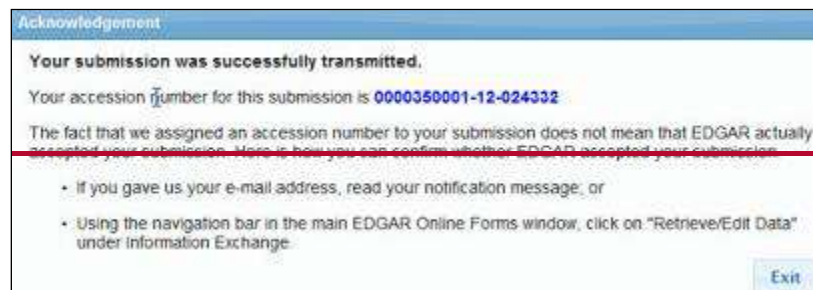 Acknowledgement
Your submission was successfully transmitted.
Your accession number for this submission is 0000350001-12-024332
The fact that we assigned an accession number to your submission does not mean that EDGAR actually
accepted your submission. Here is how you can confirm whether EDGAR accepted your submission
• If you gave us your e-mail address, read your notification message; or
• Using the navigation bar in the main EDGAR Online Forms window, click on "Retrieve/Edit Data"
under Information Exchange
Exit